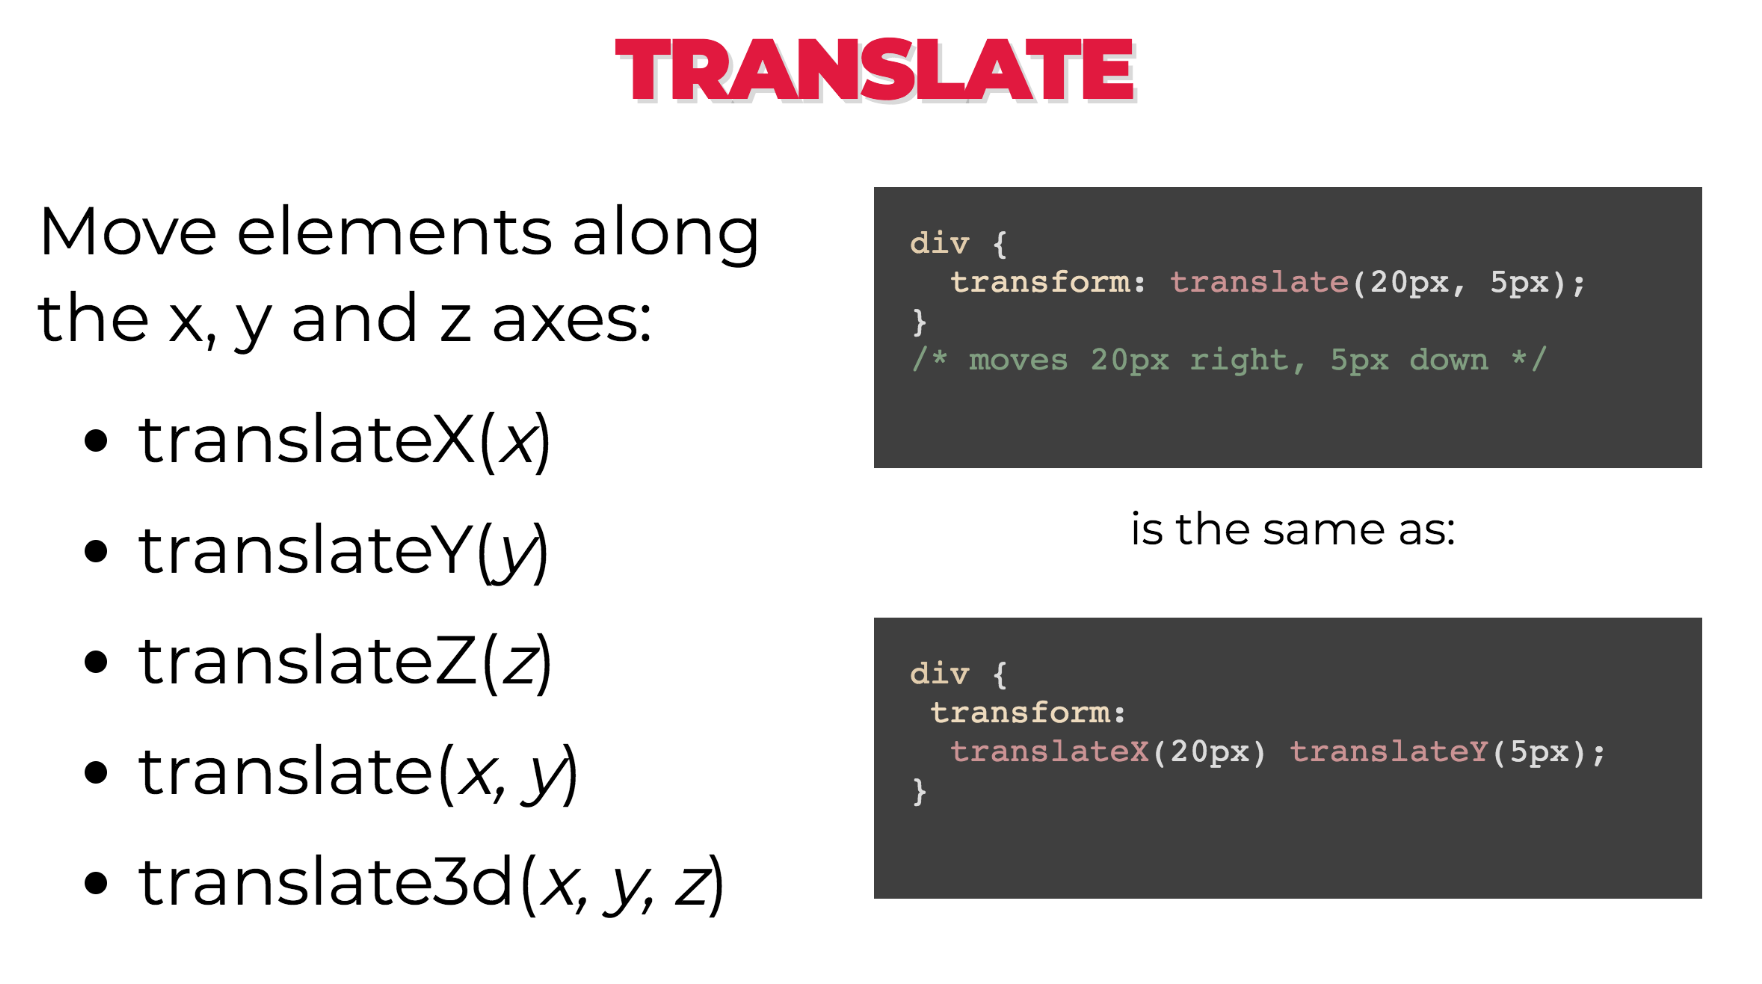 TRANSLATE
Move elements along
the x, y and z axes:
• translateX(x)
• translateY(y)
• translateZ(z)
• translate(x, y)
• translate3d(x, y, z)
div {
  transform: translate(20px, 5px);
}
/* moves 20px right, 5px down */
is the same as:
div {
 transform:
  translateX(20px) translateY(5px);
}